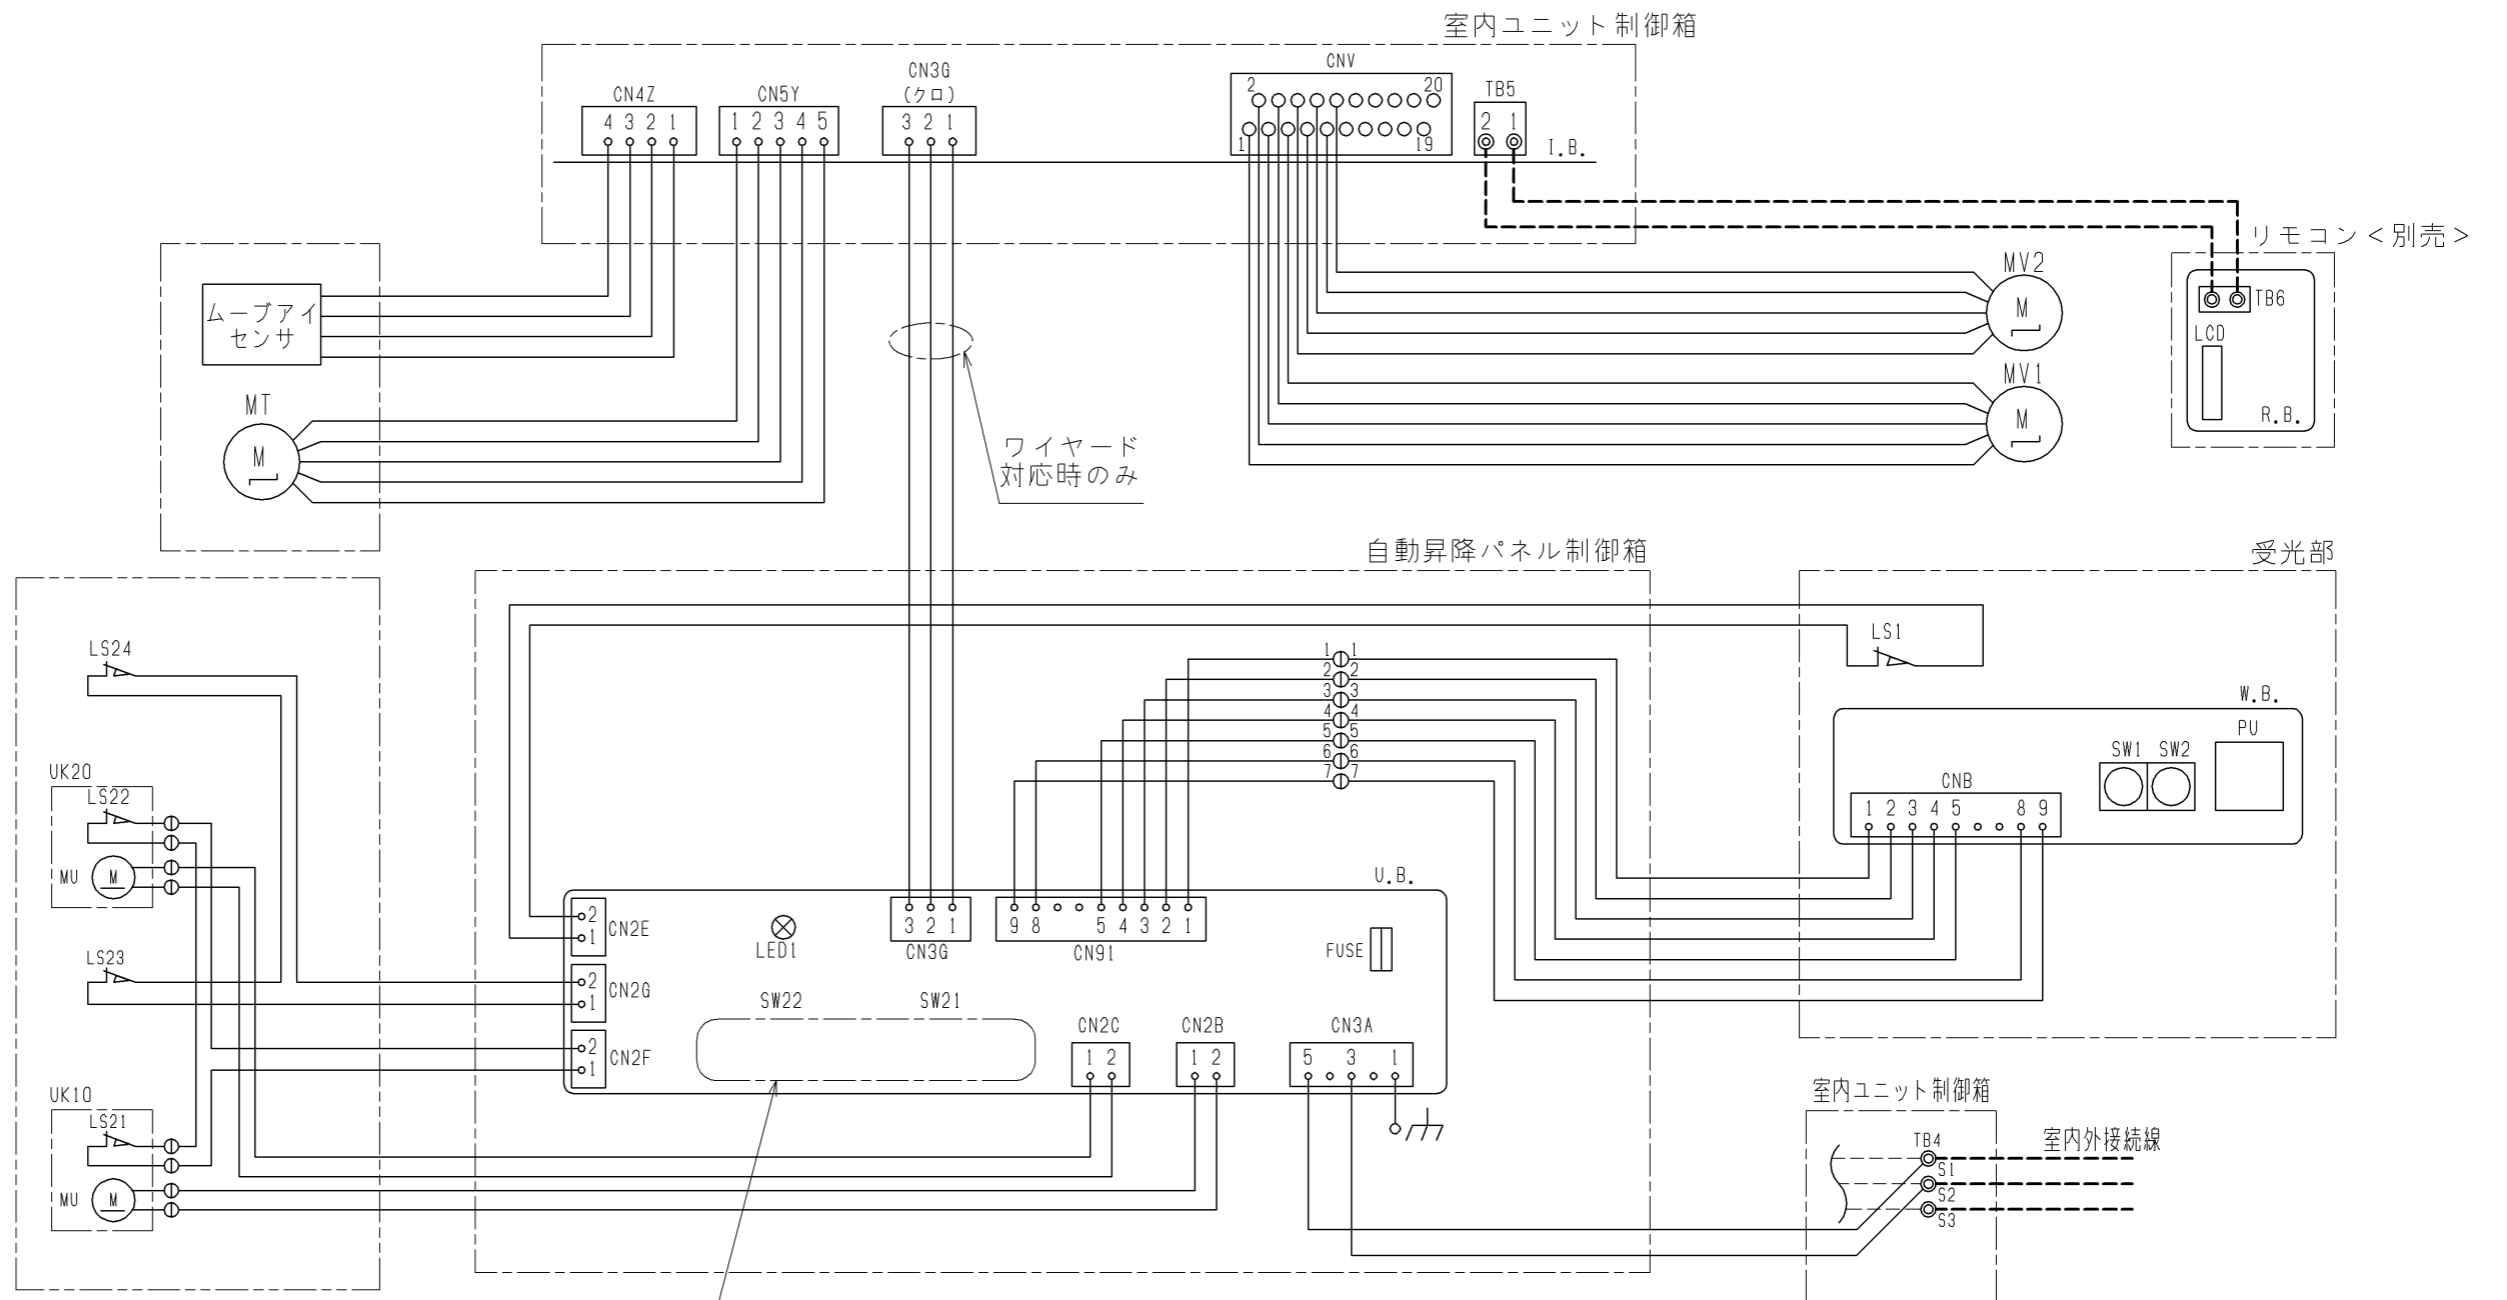 室内ユニット制御箱
CN4Z
4 3 2 1
CN5Y
1 2 3 4 5
CN3G
(クロ)
3 2 1
CNV
2 20
1 19
TB5
2 1
I.B.
リモコン<別売>
TB6
LCD
R.B.
MV2
M
MV1
M
ムーブアイ
センサ
MT
M
ワイヤード
対応時のみ
自動昇降パネル制御箱
受光部
LS24
UK20
LS22
MU M
LS23
UK10
LS21
MU M
1 1
2 2
3 3
4 4
5 5
6 6
7 7
LS1
W.B.
PU
SW1 SW2
CNB
1 2 3 4 5 8 9
U.B.
2
1
CN2E
2
1
CN2G
2
1
CN2F
LED1
3 2 1
CN3G
9 8 5 4 3 2 1
CN91
FUSE
SW22 SW21
CN2C
1 2
CN2B
1 2
CN3A
5 3 1
室内ユニット制御箱
TB4
S1
S2
S3
室内外接続線